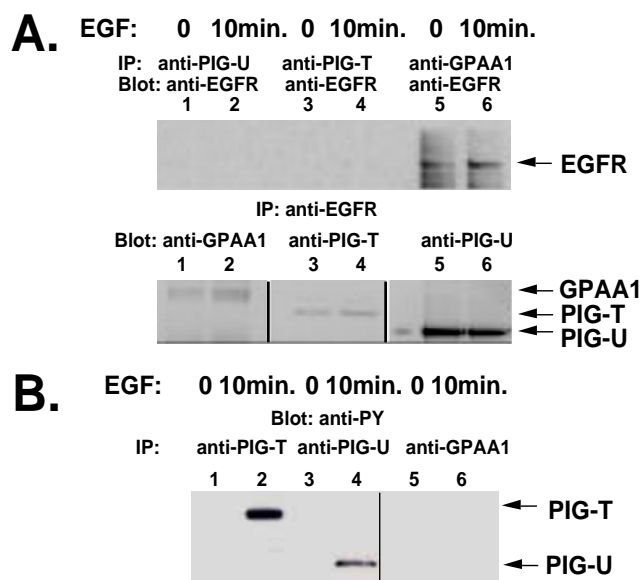 A.
EGF: 0 10min. 0 10min. 0 10min.
IP: anti-PIG-U anti-PIG-T anti-GPAA1
Blot: anti-EGFR anti-EGFR anti-EGFR
1 2 3 4 5 6
EGFR
IP: anti-EGFR
Blot: anti-GPAA1 anti-PIG-T anti-PIG-U
1 2 3 4 5 6
GPAA1
PIG-T
PIG-U
B.
EGF: 0 10min. 0 10min. 0 10min.
Blot: anti-PY
IP: anti-PIG-T anti-PIG-U anti-GPAA1
1 2 3 4 5 6
PIG-T
PIG-U